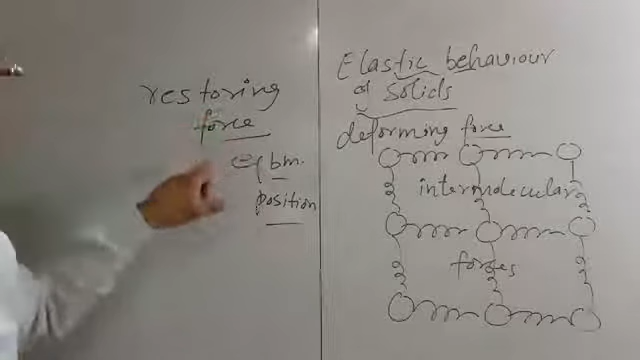 restoring
force
eqbm.
position
Elastic behaviour
of solids
deforming force
intermolecular
forces